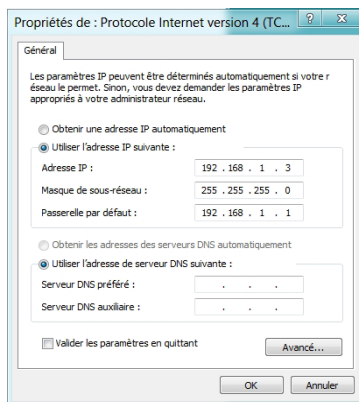 Propriétés de : Protocole Internet version 4 (TC...
Général
Les paramètres IP peuvent être déterminés automatiquement si votre r
éseau le permet. Sinon, vous devez demander les paramètres IP
appropriés à votre administrateur réseau.
Obtenir une adresse IP automatiquement
Utiliser l'adresse IP suivante :
Adresse IP : 192 . 168 . 1 . 3
Masque de sous-réseau : 255 . 255 . 255 . 0
Passerelle par défaut : 192 . 168 . 1 . 1
Obtenir les adresses des serveurs DNS automatiquement
Utiliser l'adresse de serveur DNS suivante :
Serveur DNS préféré : . . .
Serveur DNS auxiliaire : . . .
Valider les paramètres en quittant
Avancé...
OK Annuler